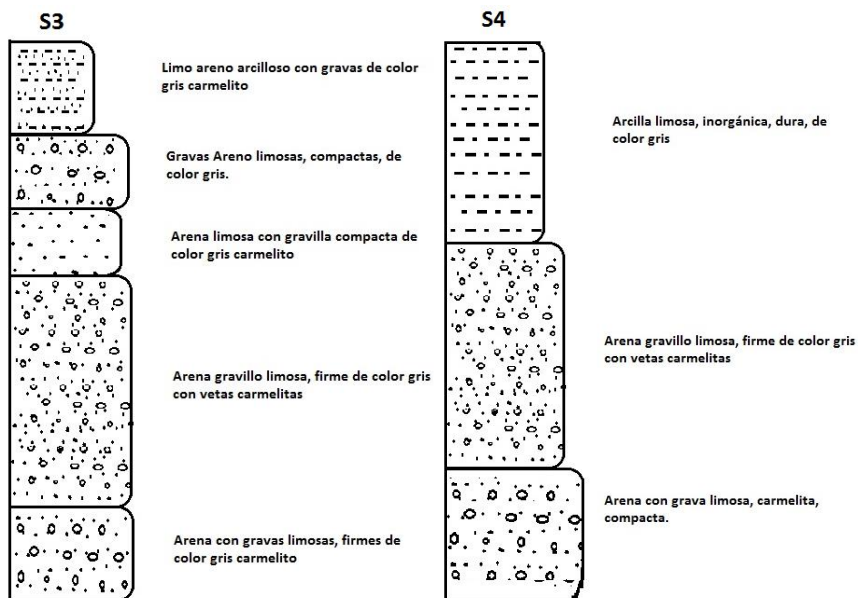 S3
Limo areno arcilloso con gravas de color
gris carmelito
Gravas Areno limosas, compactas, de
color gris.
Arena limosa con gravilla compacta de
color gris carmelito
Arena gravillo limosa, firme de color gris
con vetas carmelitas
Arena con gravas limosas, firmes de
color gris carmelito
S4
Arcilla limosa, inorgánica, dura, de
color gris
Arena gravillo limosa, firme de color gris
con vetas carmelitas
Arena con grava limosa, carmelita,
compacta.